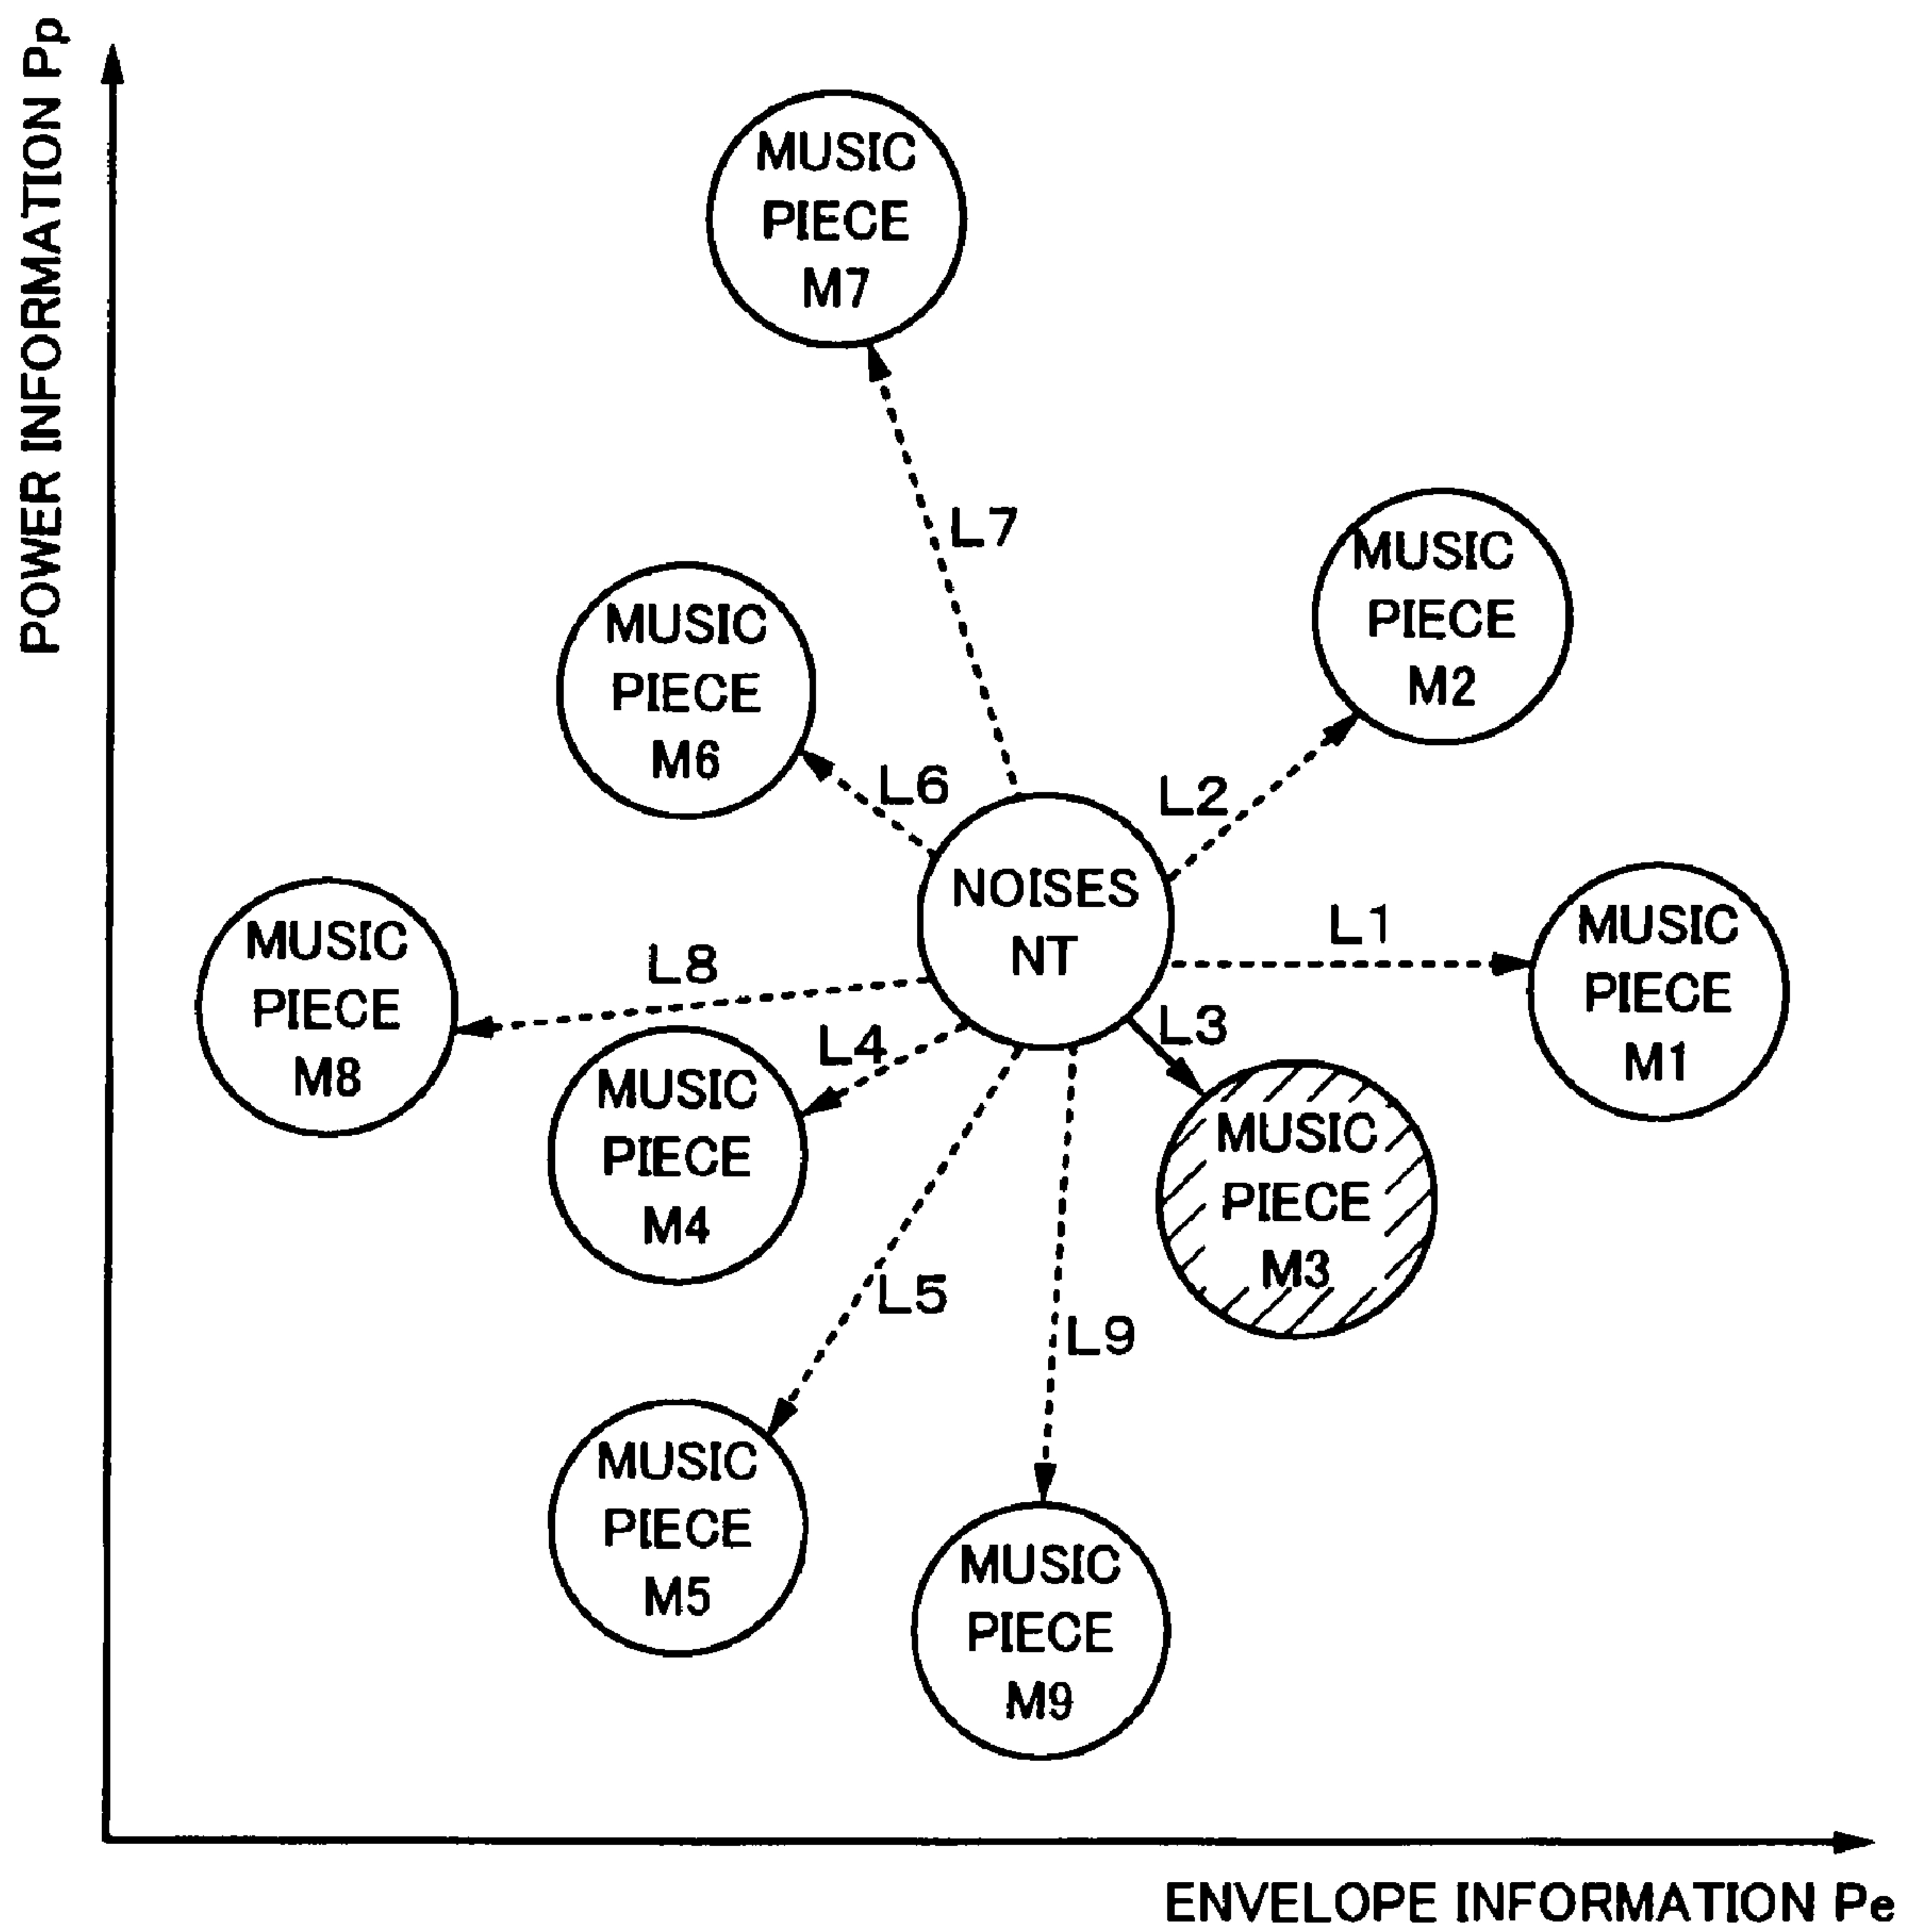 POWER INFORMATION Pp
MUSIC
PIECE
M7
L7
MUSIC
PIECE
M2
MUSIC
PIECE
M6
L6
L2
NOISES
NT
MUSIC
PIECE
M8
L8
L1
MUSIC
PIECE
M1
L4
L3
MUSIC
PIECE
M4
MUSIC
PIECE
M3
L5
L9
MUSIC
PIECE
M5
MUSIC
PIECE
M9
ENVELOPE INFORMATION Pe